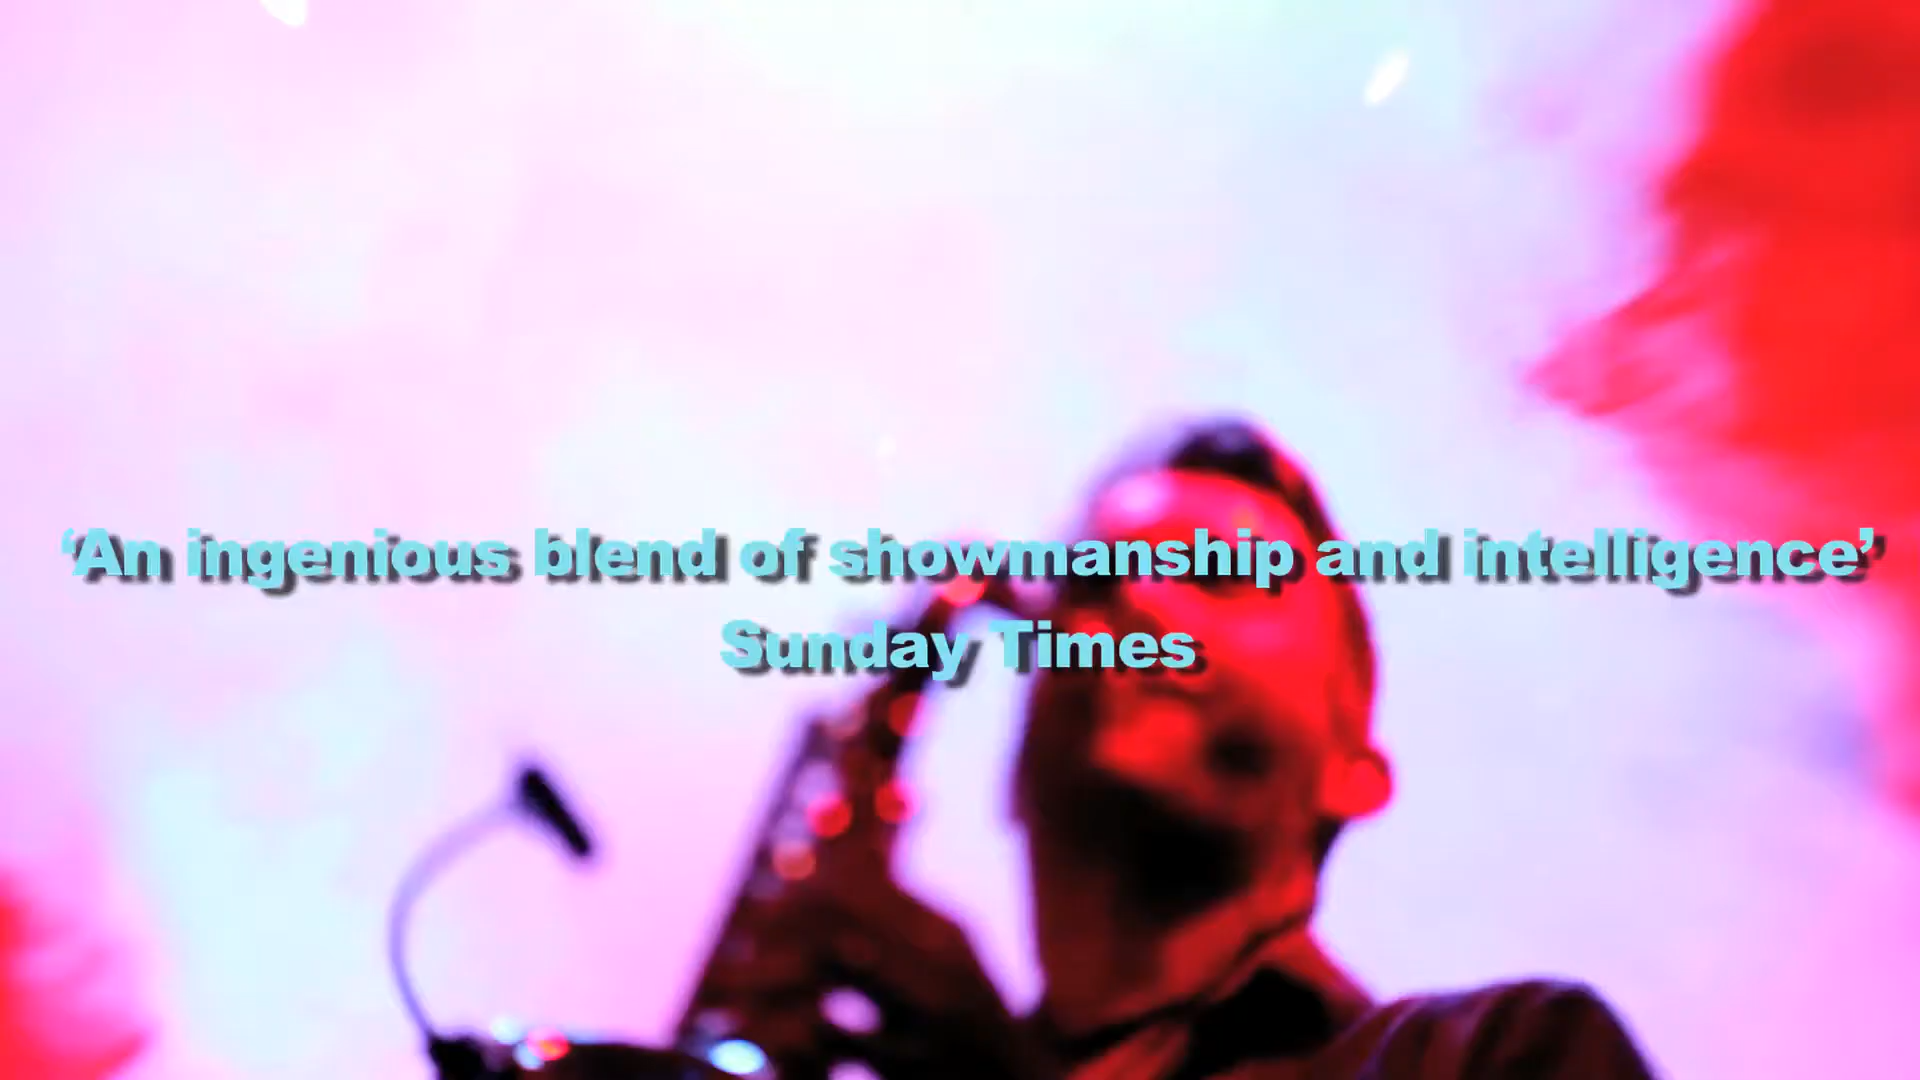 ‘An ingenious blend of showmanship and intelligence’
Sunday Times